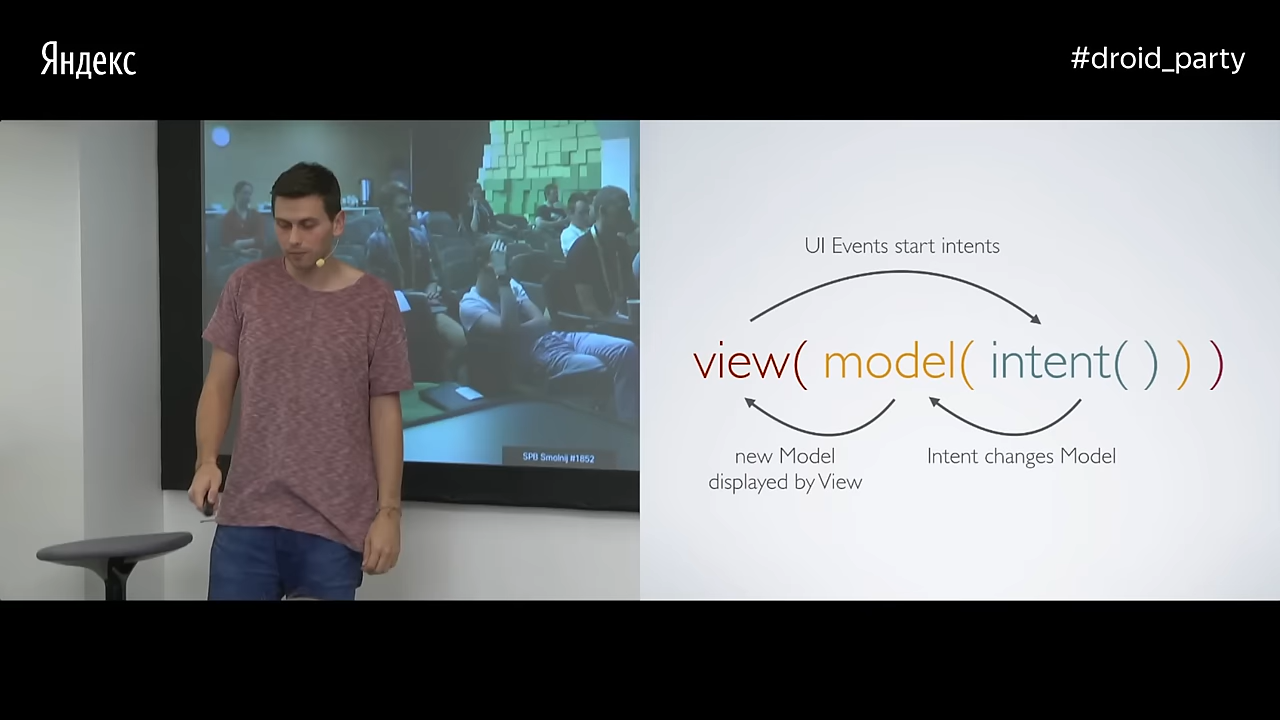 Яндекс
#droid_party
SPB Smolnij #1852
UI Events start intents
view( model( intent( ) ) )
new Model
displayed by View
Intent changes Model